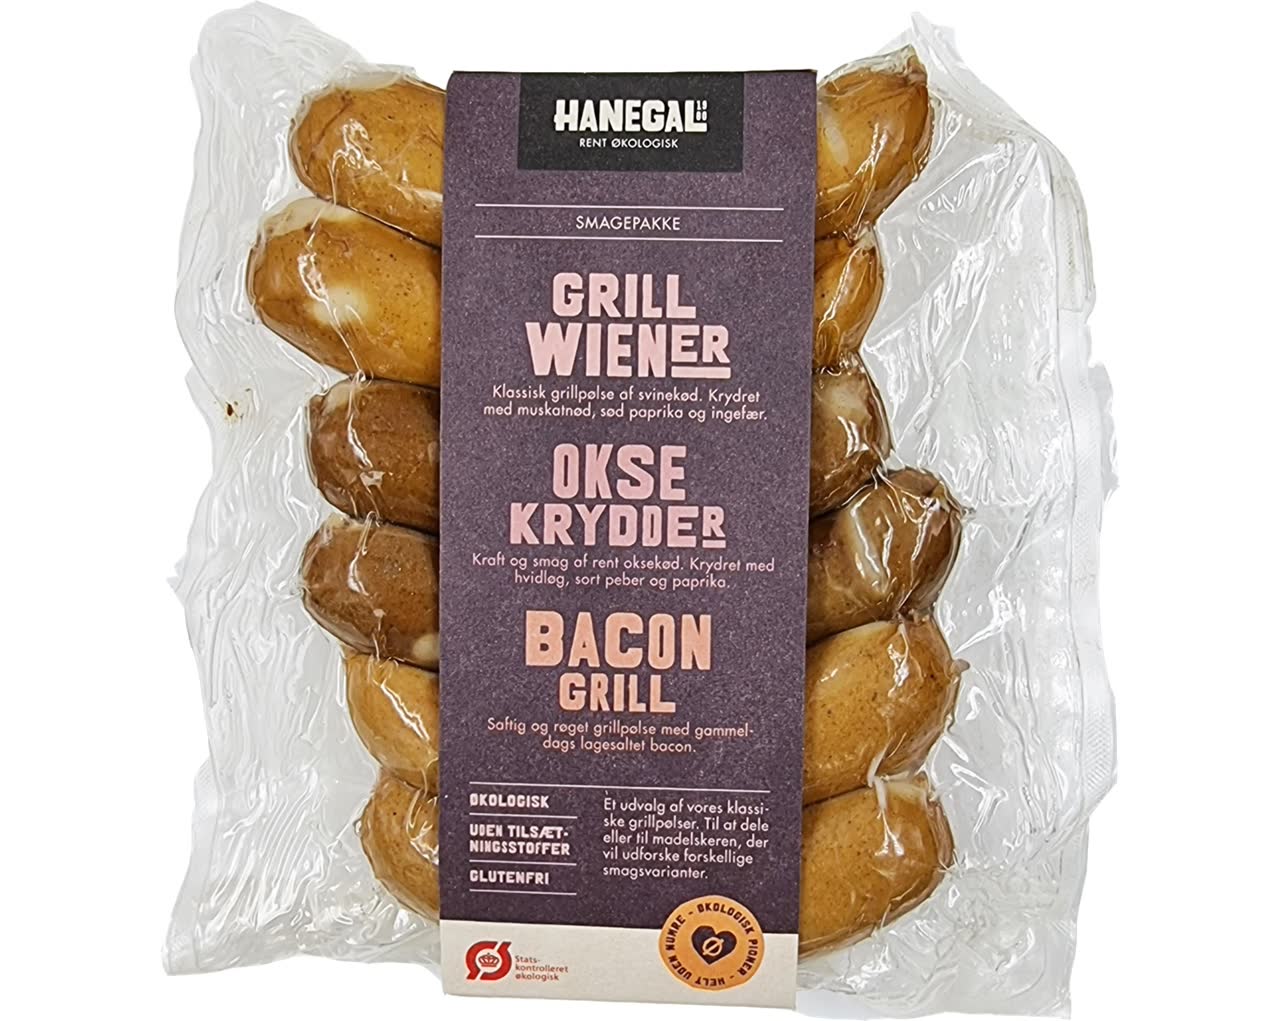 HANEGAL 1980
RENT ØKOLOGISK
SMAGEPAKKE
GRILL
WIENER
Klassisk grillpølse af svinekød. Krydret
med muskatnød, sød paprika og ingefær.
OKSE
KRYDDER
Kraft og smag af rent oksekød. Krydret med
hvidløg, sort peber og paprika.
BACON
GRILL
Saftig og røget grillpølse med gammel-
dags lagesaltet bacon.
ØKOLOGISK
UDEN TILSÆT-
NINGSSTOFFER
GLUTENFRI
Et udvalg af vores klassi-
ske grillpølser. Til at dele
eller til madelskeren, der
vil udforske forskellige
smagsvarianter.
Stats-
kontrolleret
økologisk
ØKOLOGISK PIONER - HELT UDEN NUMRE -